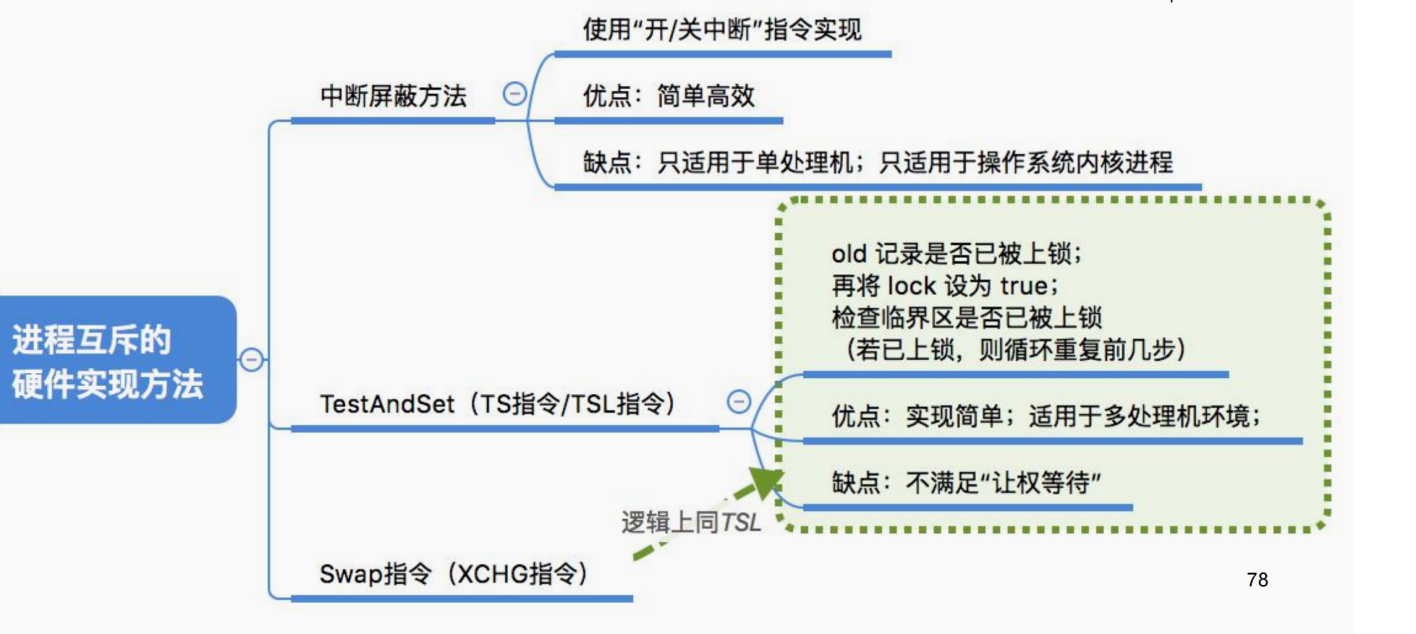 使用“开/关中断”指令实现
中断屏蔽方法
优点：简单高效
缺点：只适用于单处理机；只适用于操作系统内核进程
old 记录是否已被上锁；
再将 lock 设为 true；
检查临界区是否已被上锁
（若已上锁，则循环重复前几步）
进程互斥的
硬件实现方法
TestAndSet（TS指令/TSL指令）
优点：实现简单；适用于多处理机环境；
缺点：不满足“让权等待”
逻辑上同TSL
Swap指令（XCHG指令）
78